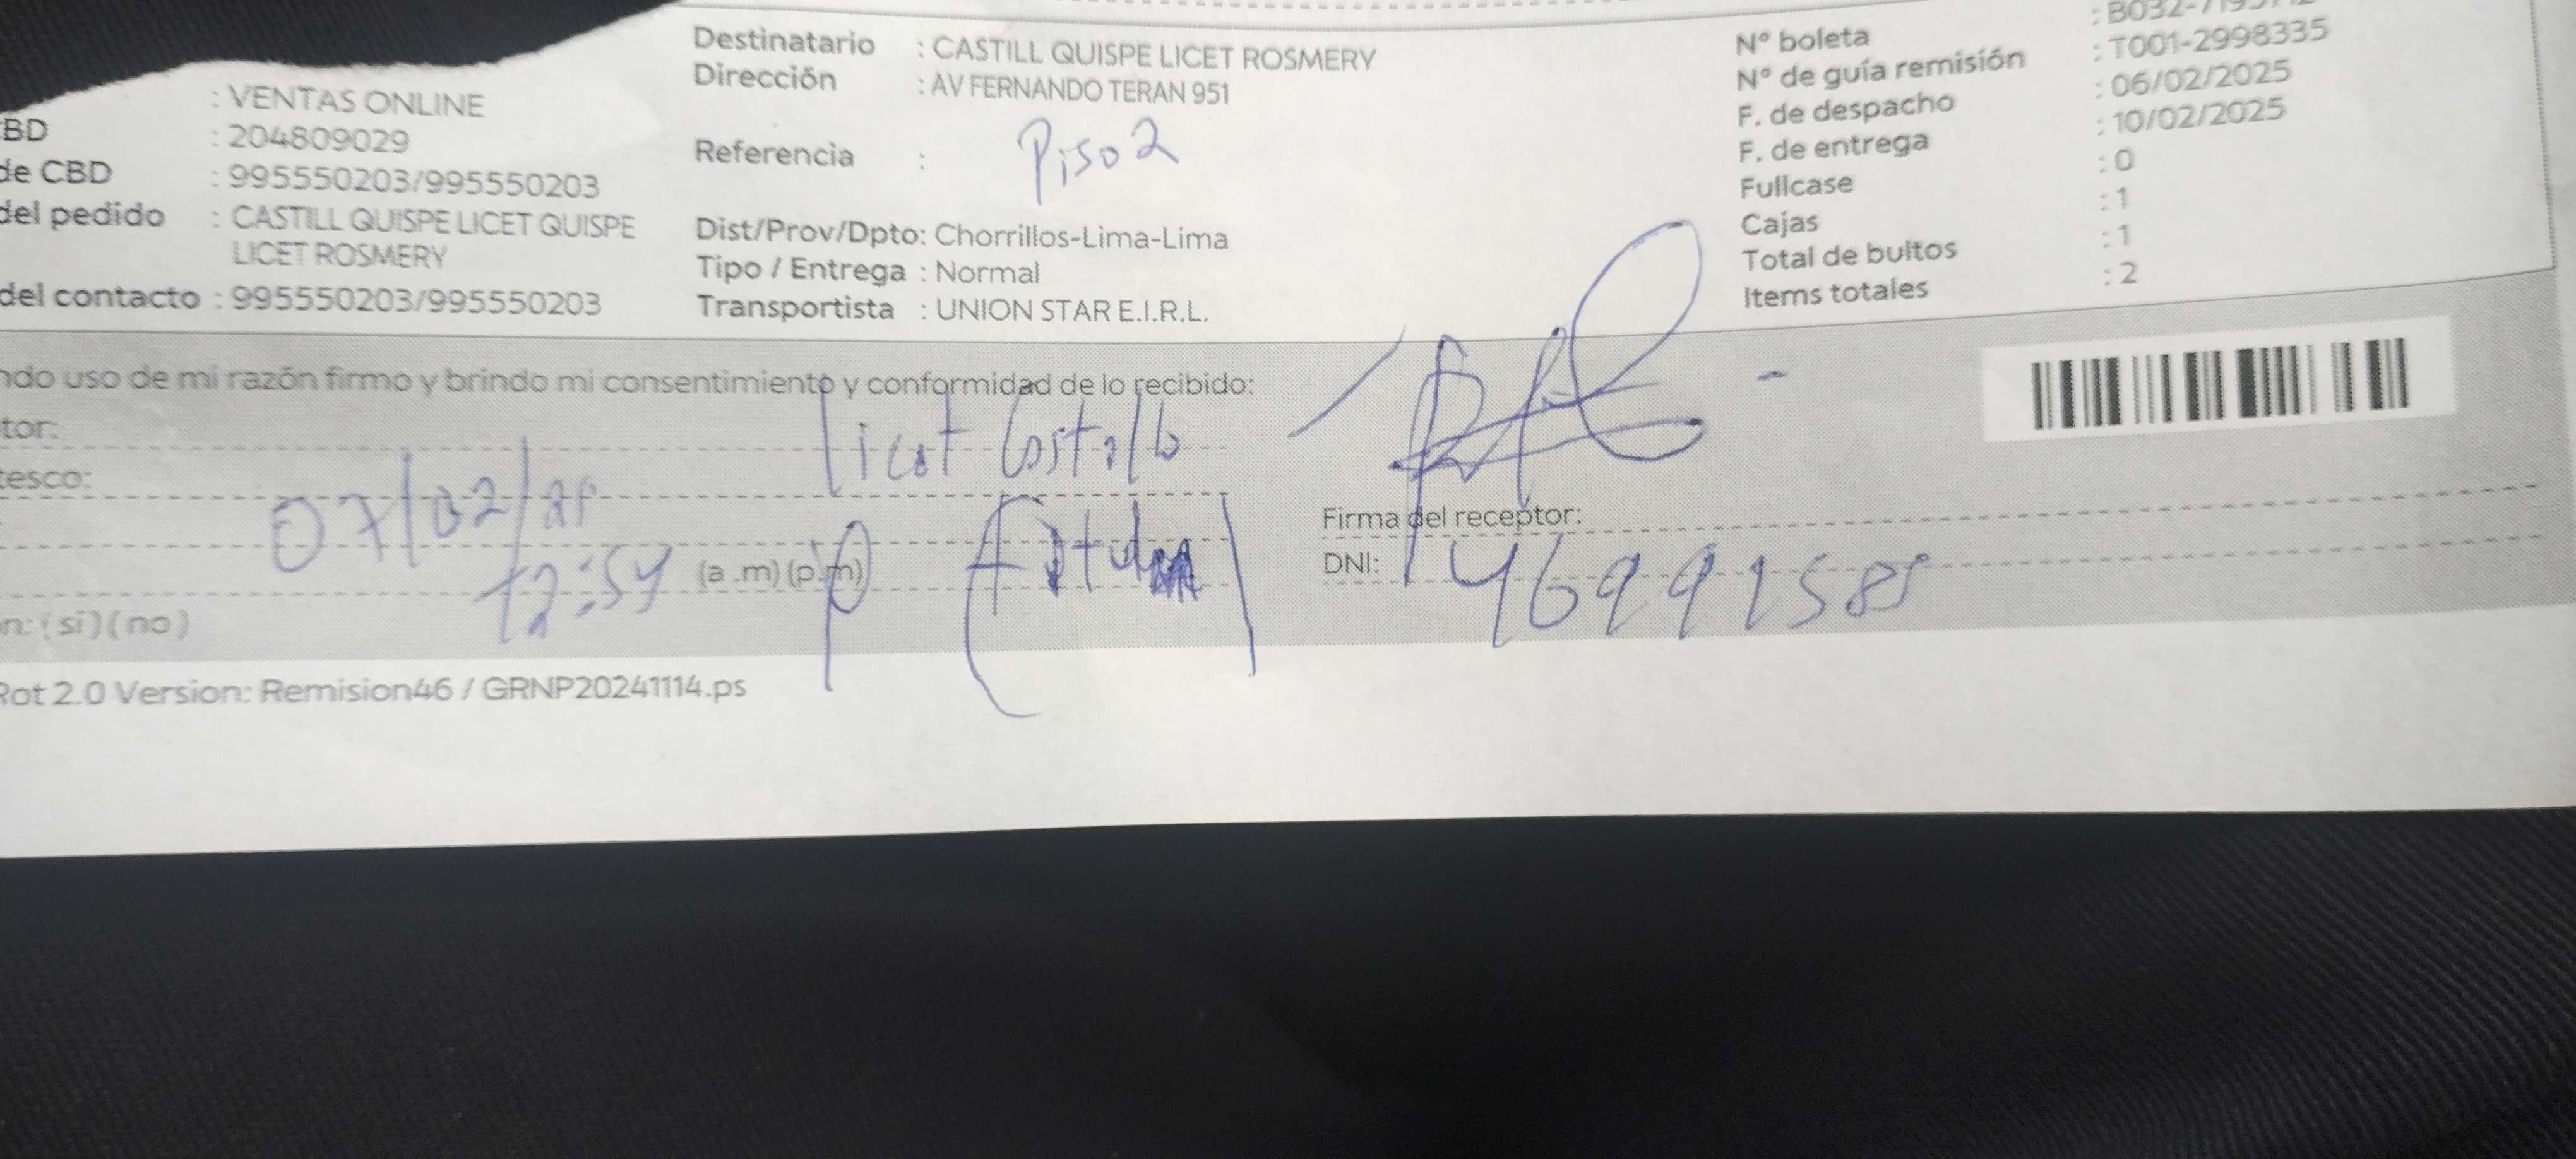 : VENTAS ONLINE
BD : 204809029
de CBD : 995550203/995550203
del pedido : CASTILL QUISPE LICET QUISPE
LICET ROSMERY
del contacto : 995550203/995550203
Destinatario : CASTILL QUISPE LICET ROSMERY
Dirección : AV FERNANDO TERAN 951
Referencia : Piso 2
Dist/Prov/Dpto: Chorrillos-Lima-Lima
Tipo / Entrega : Normal
Transportista : UNION STAR E.I.R.L.
Nº boleta
: T001-2998335
Nº de guía remisión
: 06/02/2025
F. de despacho
: 10/02/2025
F. de entrega
: 0
Fullcase
: 1
Cajas
: 1
Total de bultos
: 2
Items totales
ndo uso de mi razón firmo y brindo mi consentimiento y conformidad de lo recibido:
tor: Licet Castillo
tesco:
07/02/25
12:54 (a .m) (p.m)
n: (si) (no)
Firma del receptor:
DNI: 46991585
Rot 2.0 Version: Remision46 / GRNP20241114.ps